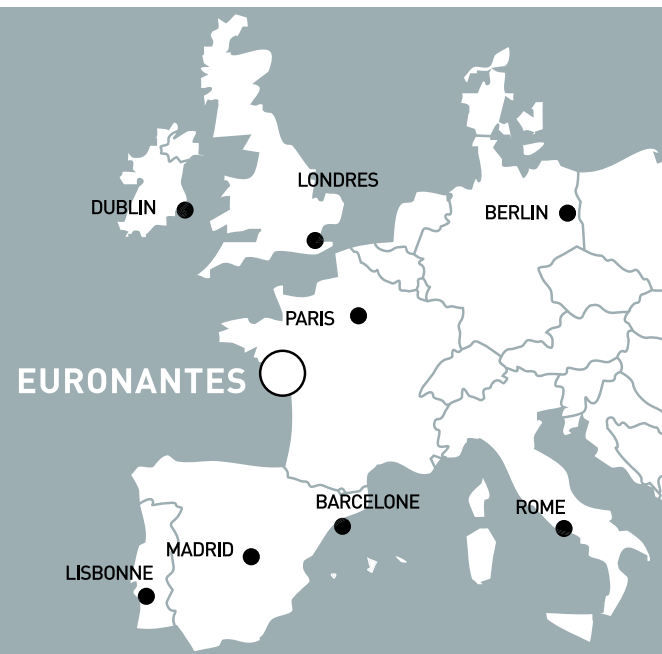 LONDRES
DUBLIN
BERLIN
PARIS
EURONANTES
BARCELONE
ROME
MADRID
LISBONNE